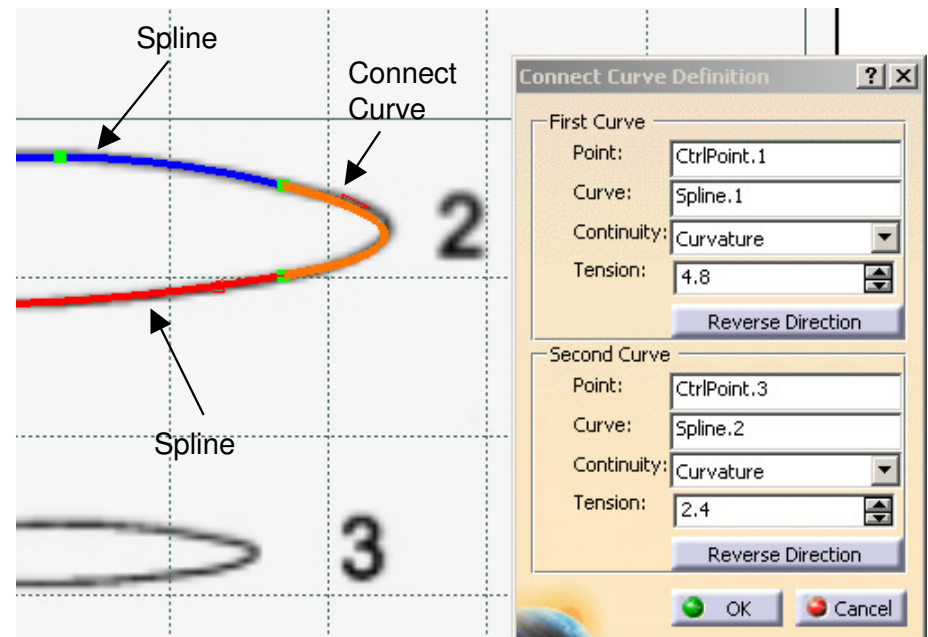 Spline
Connect
Curve
2
Spline
3
Connect Curve Definition
First Curve
Point: CtrlPoint.1
Curve: Spline.1
Continuity: Curvature
Tension: 4.8
Reverse Direction
Second Curve
Point: CtrlPoint.3
Curve: Spline.2
Continuity: Curvature
Tension: 2.4
Reverse Direction
OK Cancel